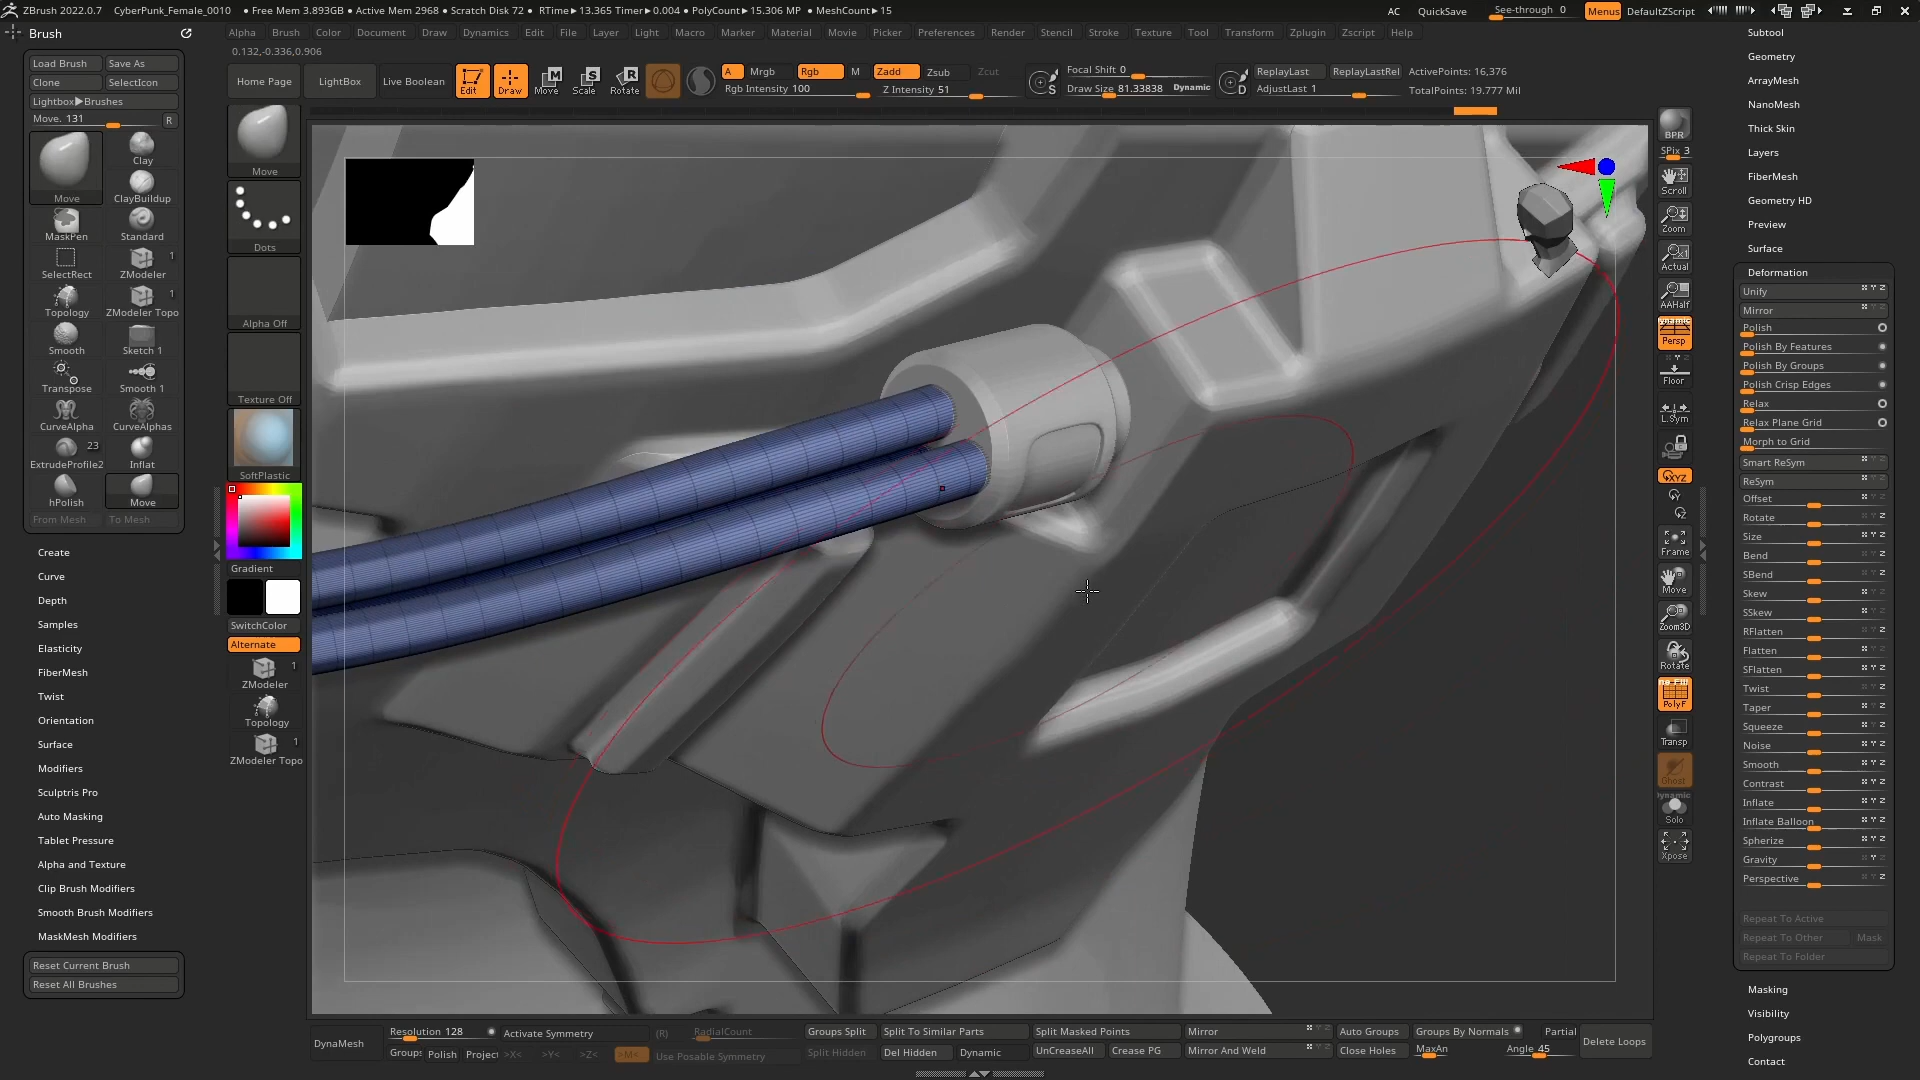 ZBrush 2022.0.7 CyberPunk_Female_0010 • Free Mem 3.893GB • Active Mem 2968 • Scratch Disk 72 • RTime▶13.365 Timer▶0.004 • PolyCount▶15.306 MP • MeshCount▶15 AC QuickSave See-through 0 Menus DefaultZScript
Brush Alpha Brush Color Document Draw Dynamics Edit File Layer Light Macro Marker Material Movie Picker Preferences Render Stencil Stroke Texture Tool Transform Zplugin Zscript Help Subtool
0.132,-0.336,0.906
Load Brush Save As
Clone SelectIcon
Lightbox▶Brushes
Move. 131 R
Home Page LightBox Live Boolean Edit Draw Move Scale Rotate
A Mrgb Rgb M Zadd Zsub Zcut
Rgb Intensity 100 Z Intensity 51
S Focal Shift 0
Draw Size 81.33838 Dynamic D
ReplayLast ReplayLastRel ActivePoints: 16,376
AdjustLast 1 TotalPoints: 19.777 Mil
Move Clay
ClayBuildup
MaskPen Standard
SelectRect ZModeler 1
Topology ZModeler Topo 1
Smooth Sketch 1
Transpose Smooth 1
CurveAlpha CurveAlphas
ExtrudeProfile2 23 Inflat
hPolish Move
From Mesh To Mesh
Create
Curve
Depth
Samples
Elasticity
FiberMesh
Twist
Orientation
Surface
Modifiers
Sculptris Pro
Auto Masking
Tablet Pressure
Alpha and Texture
Clip Brush Modifiers
Smooth Brush Modifiers
MaskMesh Modifiers
Reset Current Brush
Reset All Brushes
Move
Dots
Alpha Off
Texture Off
SoftPlastic
Gradient
SwitchColor
Alternate
ZModeler 1
Topology
ZModeler Topo 1
BPR
SPix 3
Scroll
Zoom
Actual
AAHalf
Dynamic
Persp
Floor
L.Sym
XYZ
Y
Z
Frame
Move
Zoom3D
Rotate
PolyF
Transp
Ghost
Dynamic
Solo
Xpose
Geometry
ArrayMesh
NanoMesh
Thick Skin
Layers
FiberMesh
Geometry HD
Preview
Surface
Deformation
Unify
Mirror
Polish
Polish By Features
Polish By Groups
Polish Crisp Edges
Relax
Relax Plane Grid
Morph to Grid
Smart ReSym
ReSym
Offset
Rotate
Size
Bend
SBend
Skew
SSkew
RFlatten
Flatten
SFlatten
Twist
Taper
Squeeze
Noise
Smooth
Contrast
Inflate
Inflate Balloon
Spherize
Gravity
Perspective
Repeat To Active
Repeat To Other Mask
Repeat To Folder
Masking
Visibility
Polygroups
Contact
DynaMesh Resolution 128 Activate Symmetry (R) RadialCount Groups Split Split To Similar Parts Split Masked Points Mirror Auto Groups Groups By Normals Partial Delete Loops
Groups Polish Project >X< >Y< >Z< >M< Use Posable Symmetry Split Hidden Del Hidden Dynamic UnCreaseAll Crease PG Mirror And Weld Close Holes MaxAn Angle 45